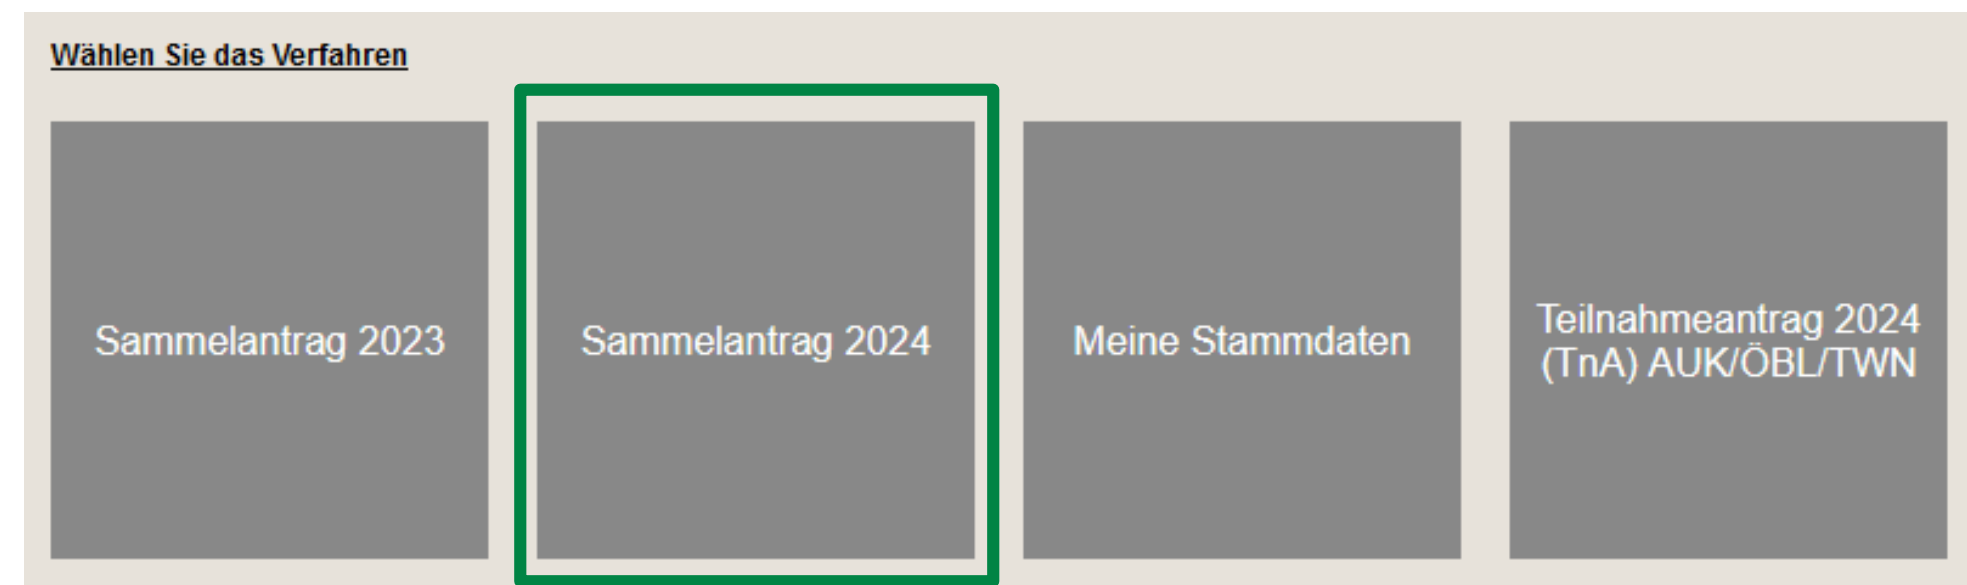 Wählen Sie das Verfahren
Sammelantrag 2023
Sammelantrag 2024
Meine Stammdaten
Teilnahmeantrag 2024
(TnA) AUK/ÖBL/TWN